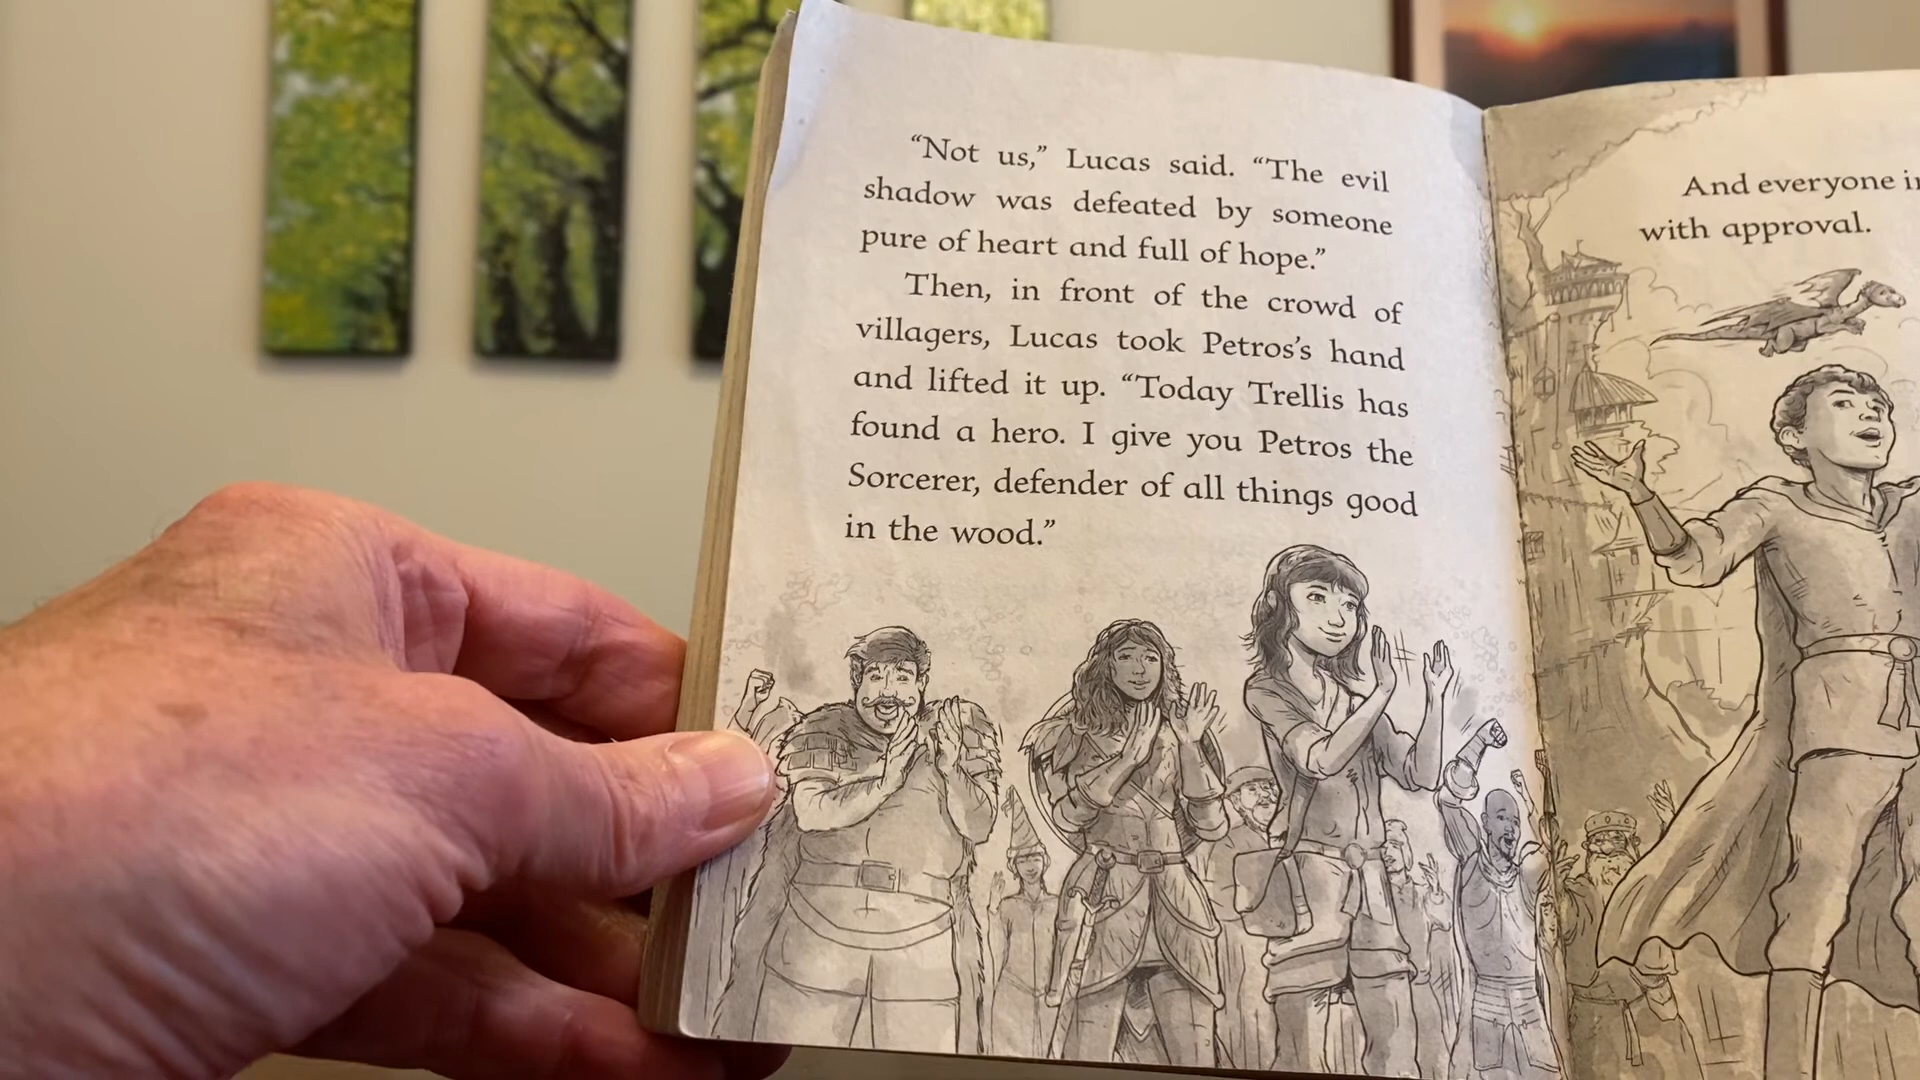 “Not us,” Lucas said. “The evil
shadow was defeated by someone
pure of heart and full of hope.”
Then, in front of the crowd of
villagers, Lucas took Petros’s hand
and lifted it up. “Today Trellis has
found a hero. I give you Petros the
Sorcerer, defender of all things good
in the wood.”
And everyone
with approval.